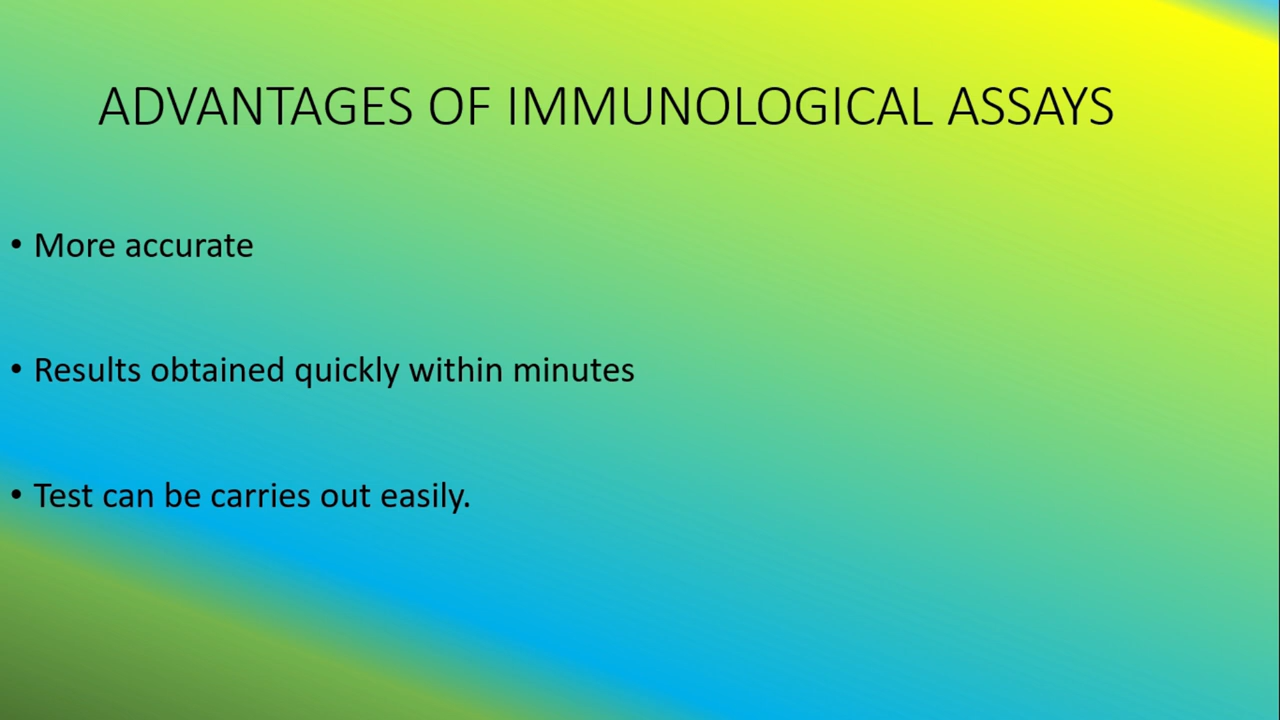 ADVANTAGES OF IMMUNOLOGICAL ASSAYS
• More accurate
• Results obtained quickly within minutes
• Test can be carries out easily.